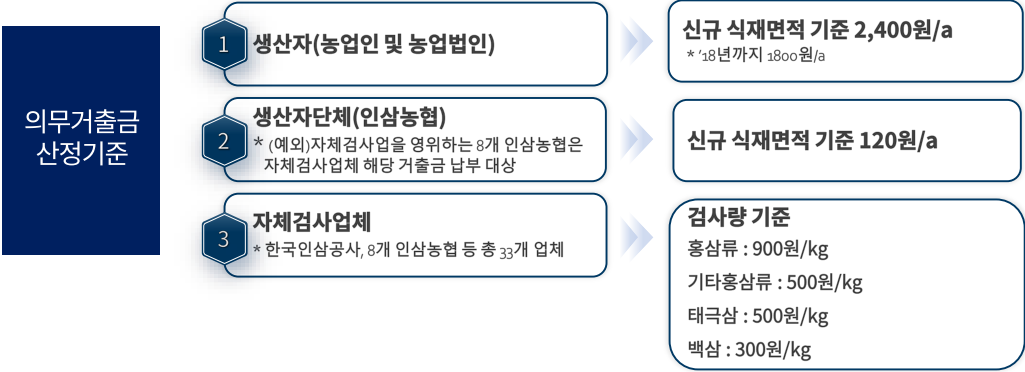 의무거출금
산정기준
1
생산자(농업인 및 농업법인)
신규 식재면적 기준 2,400원/a
* ’18년까지 1800원/a
2
생산자단체(인삼농협)
* (예외)자체검사업을 영위하는 8개 인삼농협은
자체검사업체 해당 거출금 납부 대상
신규 식재면적 기준 120원/a
3
자체검사업체
* 한국인삼공사, 8개 인삼농협 등 총 33개 업체
검사량 기준
홍삼류 : 900원/kg
기타홍삼류 : 500원/kg
태극삼 : 500원/kg
백삼 : 300원/kg